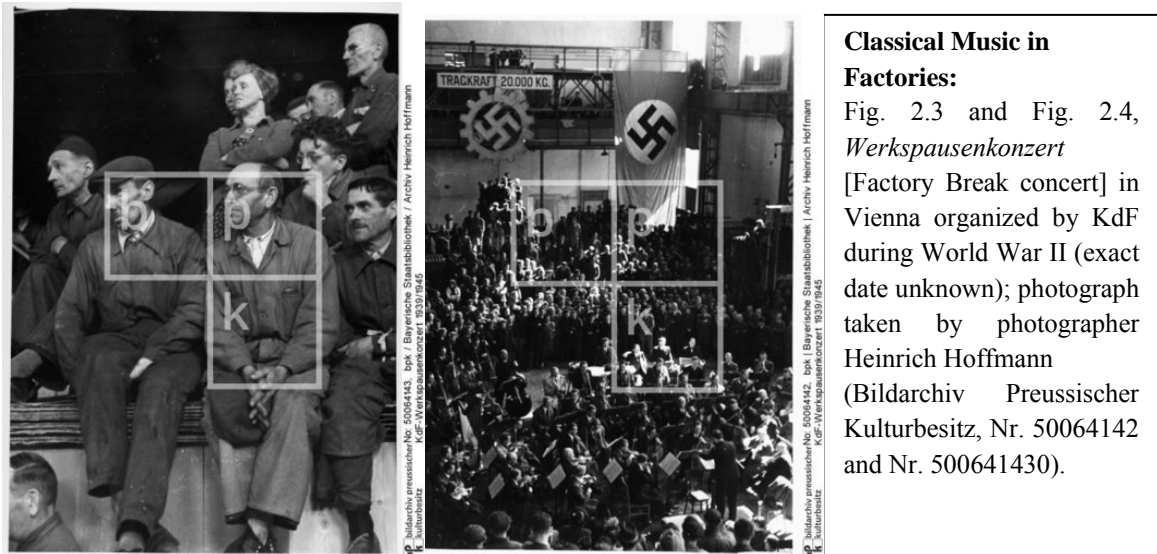 b p
k
bildarchiv preussischer
kulturbesitz
No: 50064143, bpk / Bayerische Staatsbibliothek / Archiv Heinrich Hoffmann
KdF-Werkspausenkonzert 1939/1945
TRAGKRAFT 20.000 KG.
b p
k
bildarchiv preussischer
kulturbesitz
No: 50064142, bpk | Bayerische Staatsbibliothek | Archiv Heinrich Hoffmann
KdF-Werkspausenkonzert 1939/1945
Classical Music in
Factories:
Fig. 2.3 and Fig. 2.4,
Werkspausenkonzert
[Factory Break concert] in
Vienna organized by KdF
during World War II (exact
date unknown); photograph
taken by photographer
Heinrich Hoffmann
(Bildarchiv Preussischer
Kulturbesitz, Nr. 50064142
and Nr. 500641430).